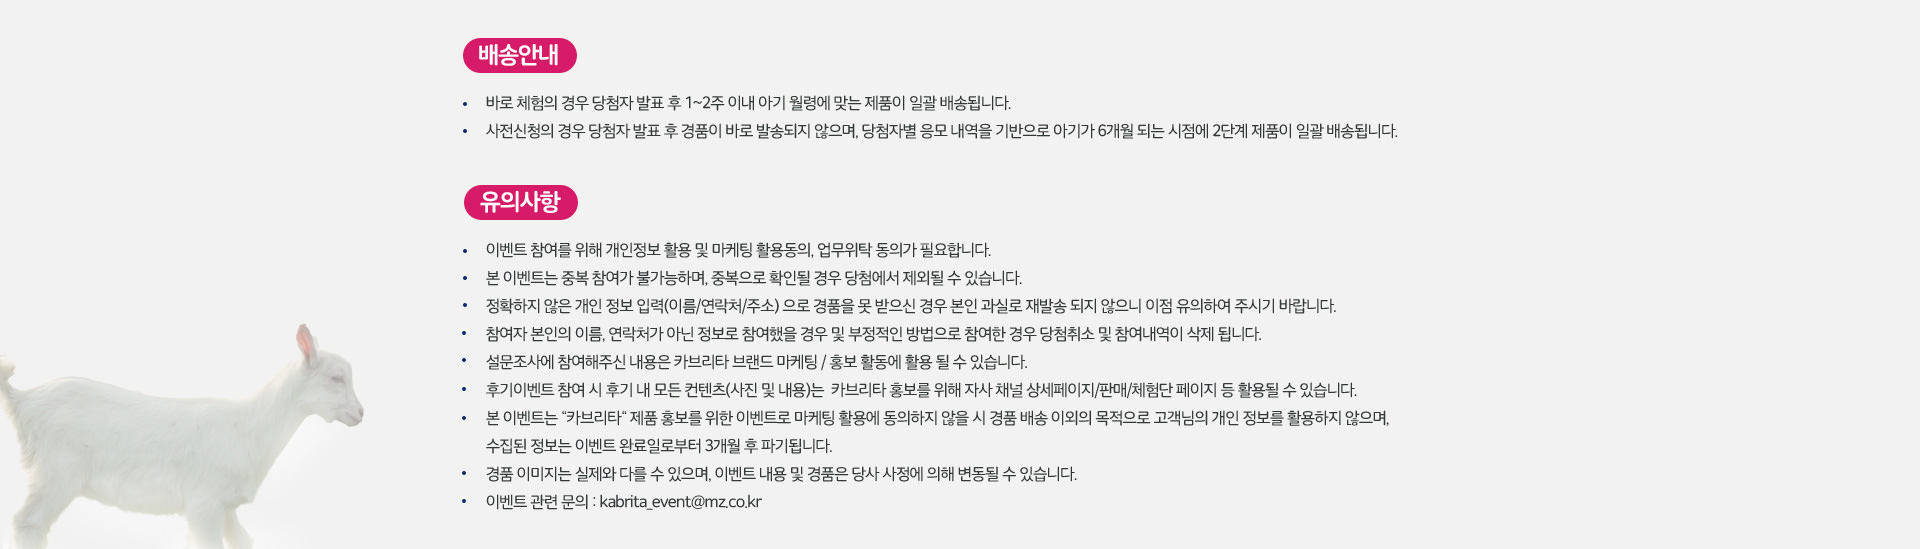 배송안내
• 바로 체험의 경우 당첨자 발표 후 1~2주 이내 아기 월령에 맞는 제품이 일괄 배송됩니다.
• 사전신청의 경우 당첨자 발표 후 경품이 바로 발송되지 않으며, 당첨자별 응모 내역을 기반으로 아기가 6개월 되는 시점에 2단계 제품이 일괄 배송됩니다.
유의사항
• 이벤트 참여를 위해 개인정보 활용 및 마케팅 활용동의, 업무위탁 동의가 필요합니다.
• 본 이벤트는 중복 참여가 불가능하며, 중복으로 확인될 경우 당첨에서 제외될 수 있습니다.
• 정확하지 않은 개인 정보 입력(이름/연락처/주소) 으로 경품을 못 받으신 경우 본인 과실로 재발송 되지 않으니 이점 유의하여 주시기 바랍니다.
• 참여자 본인의 이름, 연락처가 아닌 정보로 참여했을 경우 및 부정적인 방법으로 참여한 경우 당첨취소 및 참여내역이 삭제 됩니다.
• 설문조사에 참여해주신 내용은 카브리타 브랜드 마케팅 / 홍보 활동에 활용 될 수 있습니다.
• 후기이벤트 참여 시 후기 내 모든 컨텐츠(사진 및 내용)는 카브리타 홍보를 위해 자사 채널 상세페이지/판매/체험단 페이지 등 활용될 수 있습니다.
• 본 이벤트는 “카브리타“ 제품 홍보를 위한 이벤트로 마케팅 활용에 동의하지 않을 시 경품 배송 이외의 목적으로 고객님의 개인 정보를 활용하지 않으며,
수집된 정보는 이벤트 완료일로부터 3개월 후 파기됩니다.
• 경품 이미지는 실제와 다를 수 있으며, 이벤트 내용 및 경품은 당사 사정에 의해 변동될 수 있습니다.
• 이벤트 관련 문의 : kabrita_event@mz.co.kr